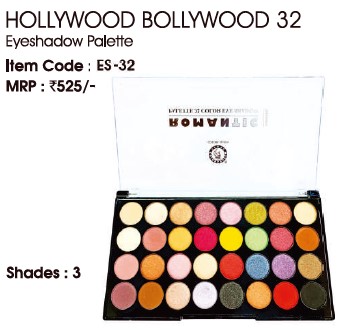 HOLLYWOOD BOLLYWOOD 32
Eyeshadow Palette
Item Code : ES-32
MRP : ₹525/-
ROMANTIC
Shades : 3